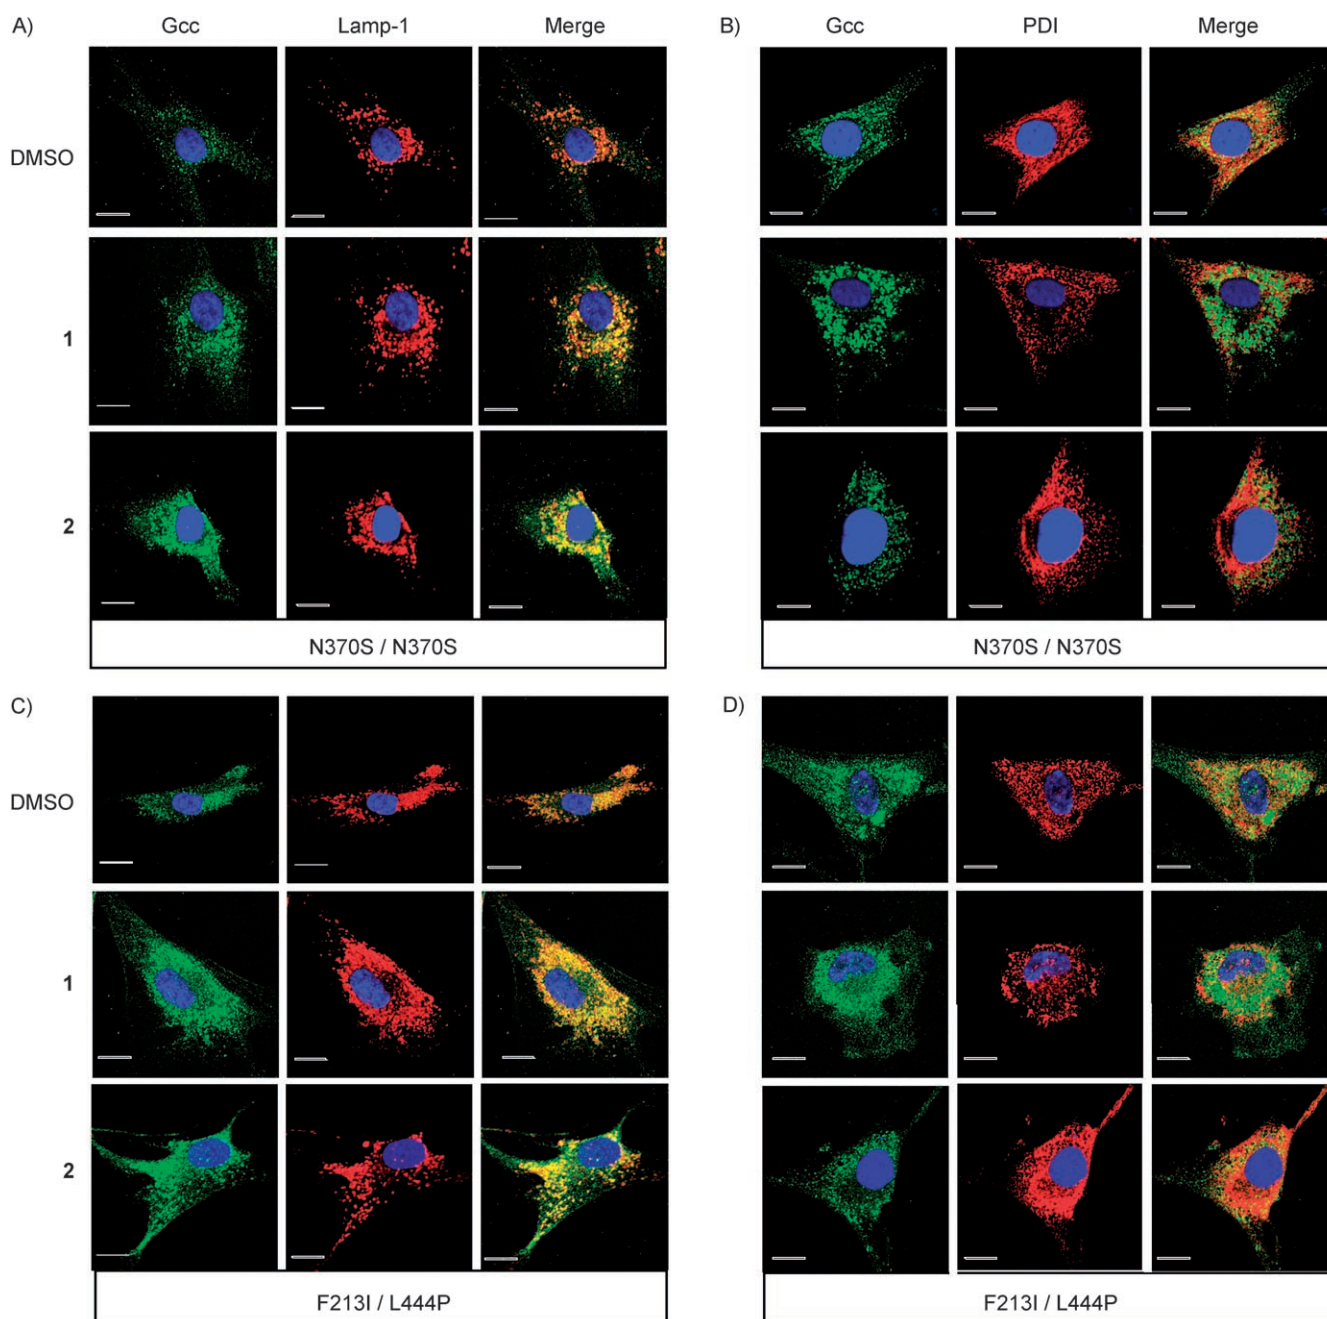 A) Gcc Lamp-1 Merge
B) Gcc PDI Merge
DMSO
1
2
N370S / N370S
N370S / N370S
C)
D)
DMSO
1
2
F213I / L444P
F213I / L444P